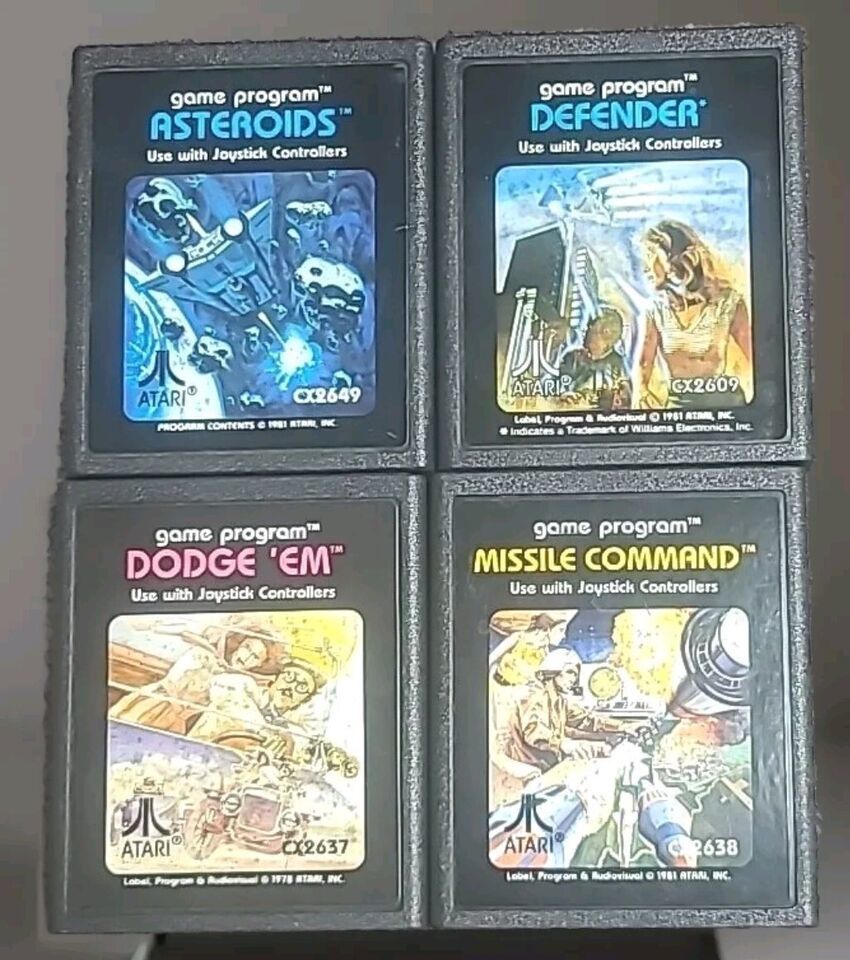 game program™
ASTEROIDS™
Use with Joystick Controllers
ATARI®
CX2649
PROGRAM CONTENTS © 1981 ATARI, INC.
game program™
DEFENDER*
Use with Joystick Controllers
ATARI®
CX2609
Label, Program & Audiovisual © 1981 ATARI, INC.
* Indicates a Trademark of Williams Electronics, Inc.
game program™
DODGE 'EM™
Use with Joystick Controllers
ATARI®
CX2637
Label, Program & Audiovisual © 1978 ATARI, INC.
game program™
MISSILE COMMAND™
Use with Joystick Controllers
ATARI®
CX2638
Label, Program & Audiovisual © 1981 ATARI, INC.